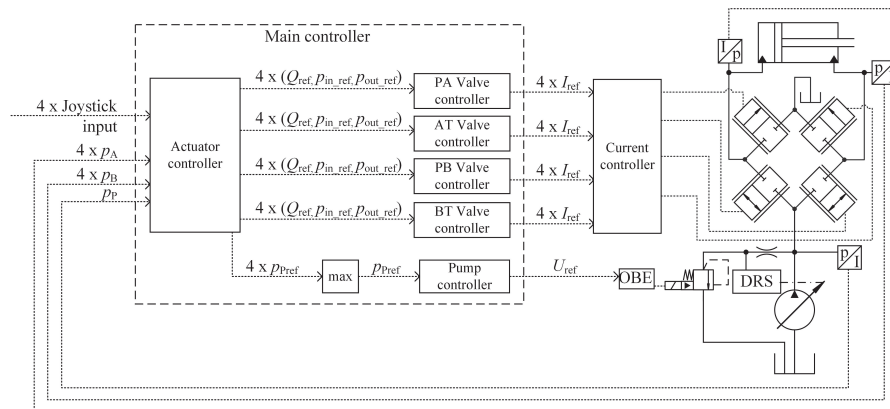 Main controller
4 x Joystick
input
4 x pA
4 x pB
pP
Actuator
controller
4 x (Qref, pin_ref, pout_ref)
PA Valve
controller
4 x Iref
4 x (Qref, pin_ref, pout_ref)
AT Valve
controller
4 x Iref
4 x (Qref, pin_ref, pout_ref)
PB Valve
controller
4 x Iref
4 x (Qref, pin_ref, pout_ref)
BT Valve
controller
4 x Iref
Current
controller
4 x pPref
max
pPref
Pump
controller
Uref
OBE
DRS
I
p
p
I
p
I